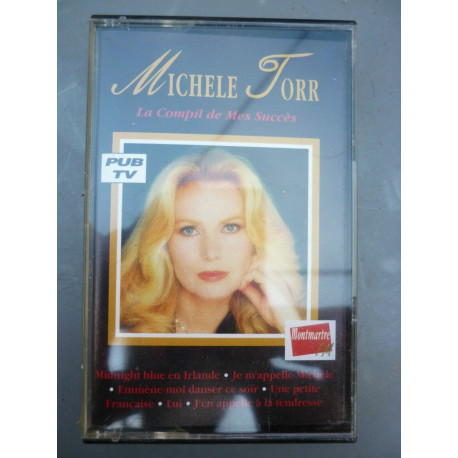 MICHELE TORR
La Compil de Mes Succès
PUB
TV
Montmartre
Midnight blue en Irlande • Je m'appelle Michèle
• Emmène-moi danser ce soir • Une petite
Française • Lui • J'en appelle à la tendresse